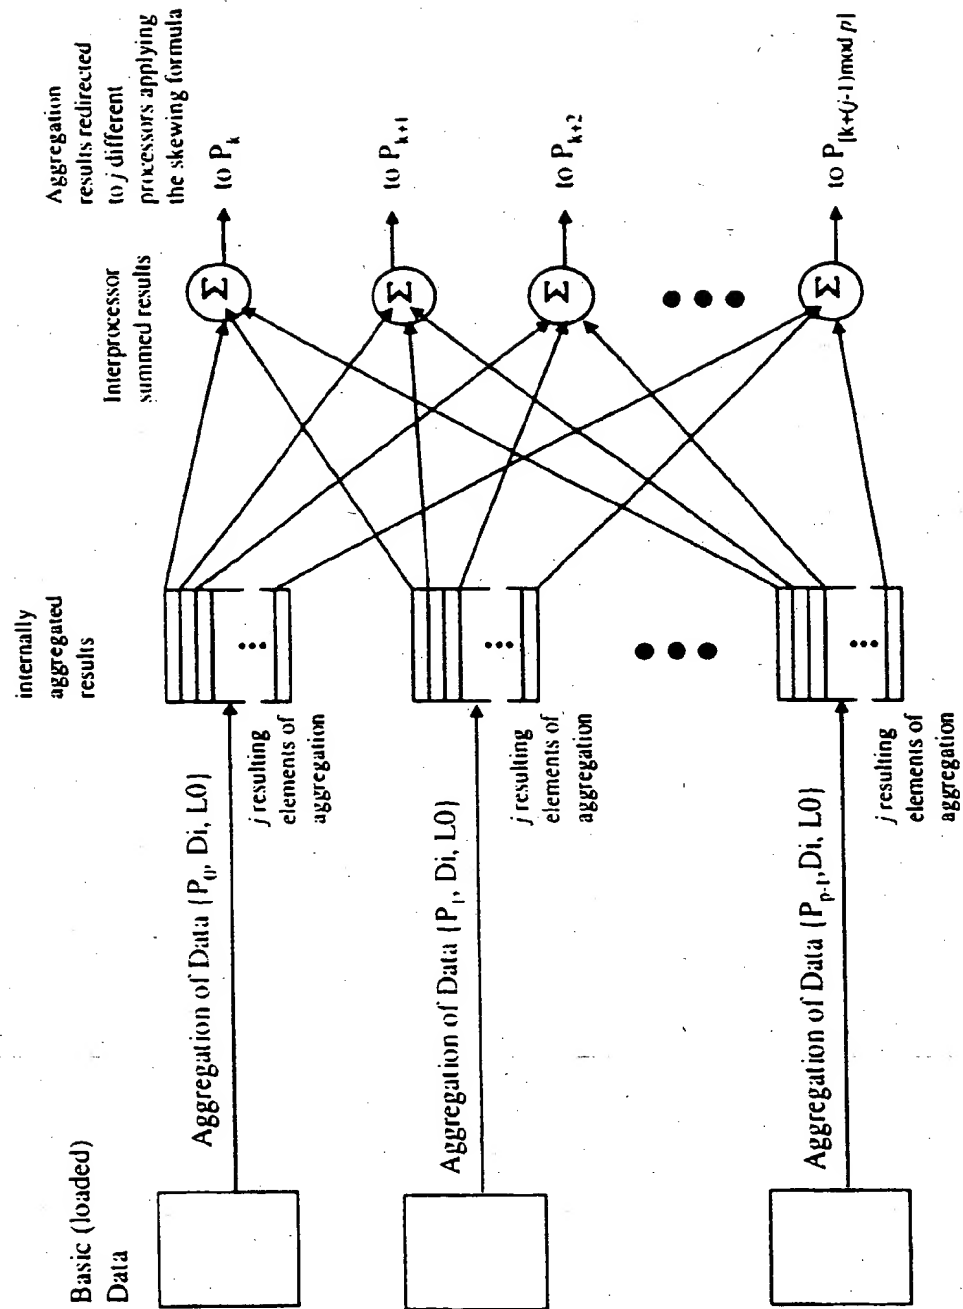 Basic (loaded)
Data
Aggregation of Data {P₀, Di, L0}
Aggregation of Data {P₁, Di, L0}
Aggregation of Data {Pₚ₋₁,Di, L0}
internally
aggregated
results
j resulting
elements of
aggregation
j resulting
elements of
aggregation
j resulting
elements of
aggregation
Interprocessor
summed results
Σ
Σ
Σ
Σ
Aggregation
results redirected
to j different
processors applying
the skewing formula
to Pₖ
to Pₖ₊₁
to Pₖ₊₂
to P[k+(j-1)mod p]